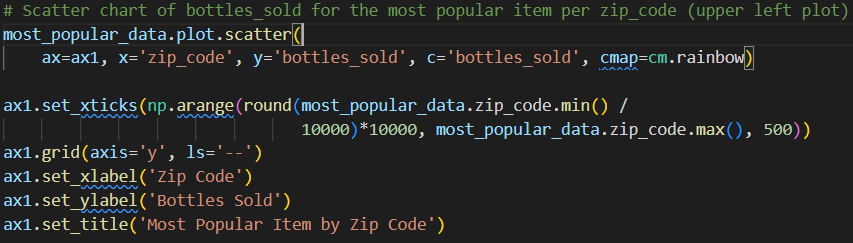 # Scatter chart of bottles_sold for the most popular item per zip_code (upper left plot)
most_popular_data.plot.scatter(
    ax=ax1, x='zip_code', y='bottles_sold', c='bottles_sold', cmap=cm.rainbow)

ax1.set_xticks(np.arange(round(most_popular_data.zip_code.min() /
                               10000)*10000, most_popular_data.zip_code.max(), 500))
ax1.grid(axis='y', ls='--')
ax1.set_xlabel('Zip Code')
ax1.set_ylabel('Bottles Sold')
ax1.set_title('Most Popular Item by Zip Code')